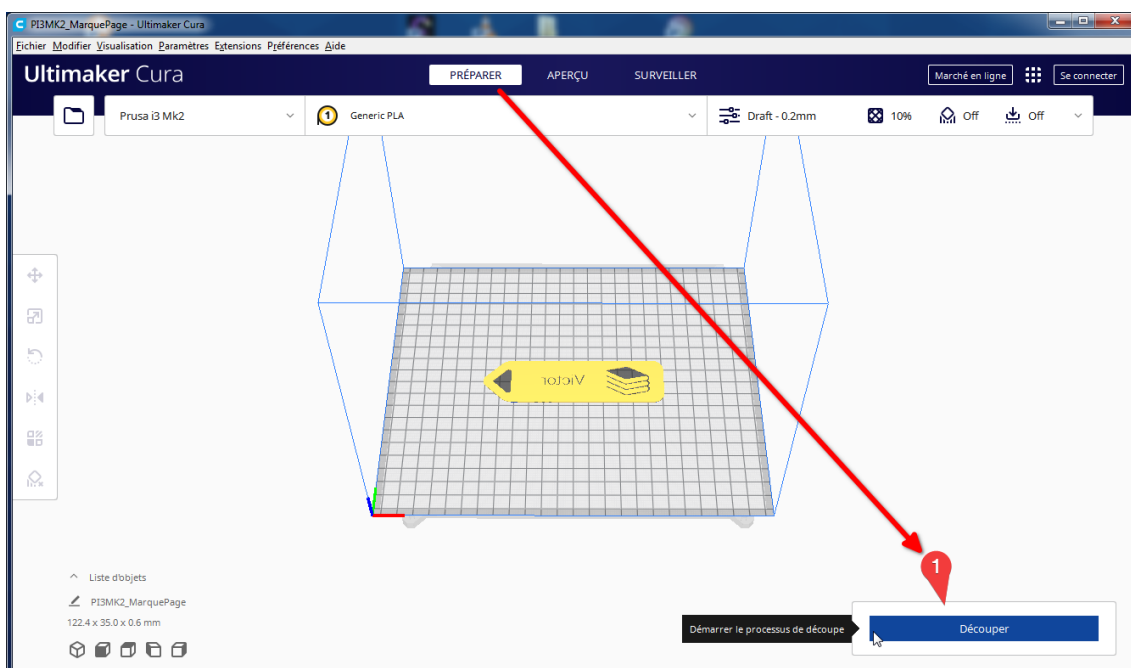 PI3MK2_MarquePage - Ultimaker Cura
Fichier Modifier Visualisation Paramètres Extensions Préférences Aide
Ultimaker Cura PRÉPARER APERÇU SURVEILLER Marché en ligne Se connecter
Prusa i3 Mk2 1 Generic PLA Draft - 0.2mm 10% Off Off
Victor
1
Liste d'objets
PI3MK2_MarquePage
122.4 x 35.0 x 0.6 mm
Démarrer le processus de découpe Découper